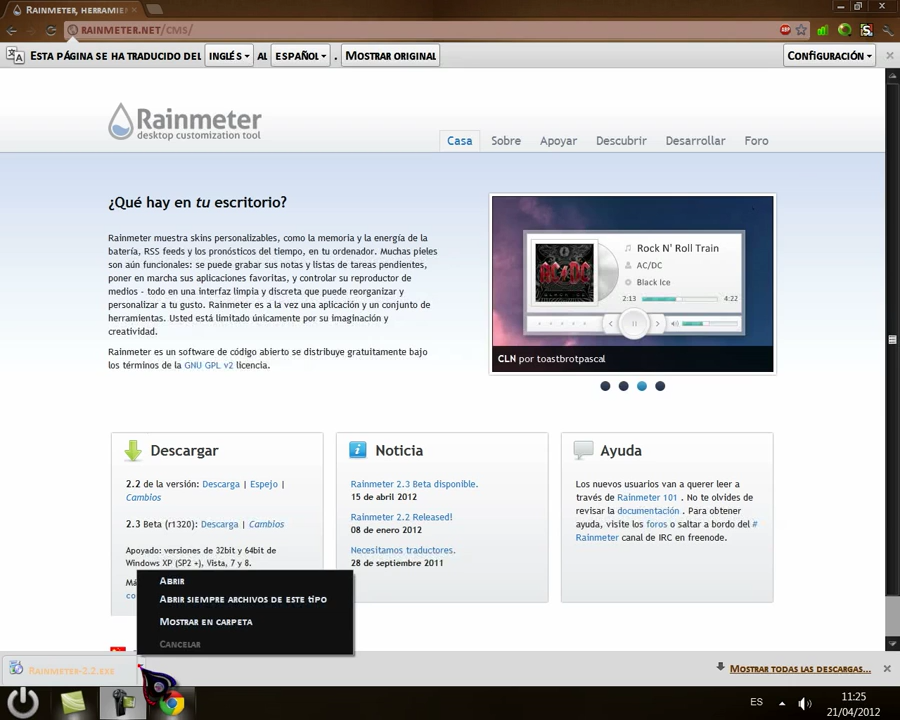 Rainmeter, herramie
RAINMETER.NET/CMS/
Esta página se ha traducido del inglés al español . Mostrar original Configuración
Rainmeter
desktop customization tool
Casa Sobre Apoyar Descubrir Desarrollar Foro
¿Qué hay en tu escritorio?
Rainmeter muestra skins personalizables, como la memoria y la energía de la
batería, RSS feeds y los pronósticos del tiempo, en tu ordenador. Muchas pieles
son aún funcionales: se puede grabar sus notas y listas de tareas pendientes,
poner en marcha sus aplicaciones favoritas, y controlar su reproductor de
medios - todo en una interfaz limpia y discreta que puede reorganizar y
personalizar a tu gusto. Rainmeter es a la vez una aplicación y un conjunto de
herramientas. Usted está limitado únicamente por su imaginación y
creatividad.
Rainmeter es un software de código abierto se distribuye gratuitamente bajo
los términos de la GNU GPL v2 licencia.
Rock N' Roll Train
AC/DC
Black Ice
2:13 4:22
CLN por toastbrotpascal
Descargar
2.2 de la versión: Descarga | Espejo |
Cambios
2.3 Beta (r1320): Descarga | Cambios
Apoyado: versiones de 32bit y 64bit de
Windows XP (SP2 +), Vista, 7 y 8.
Noticia
Rainmeter 2.3 Beta disponible.
15 de abril 2012
Rainmeter 2.2 Released!
08 de enero 2012
Necesitamos traductores.
28 de septiembre 2011
Ayuda
Los nuevos usuarios van a querer leer a
través de Rainmeter 101 . No te olvides de
revisar la documentación . Para obtener
ayuda, visite los foros o saltar a bordo del #
Rainmeter canal de IRC en freenode.
Abrir
Abrir siempre archivos de este tipo
Mostrar en carpeta
Cancelar
Rainmeter-2.2.exe
Mostrar todas las descargas...
ES
11:25
21/04/2012